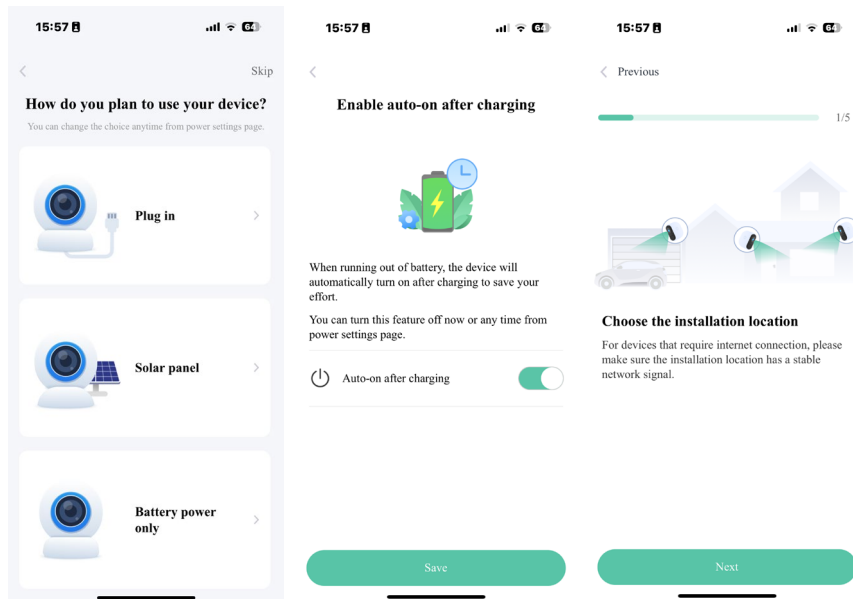 15:57
64
Skip
How do you plan to use your device?
You can change the choice anytime from power settings page.
Plug in
Solar panel
Battery power
only
15:57
64
Enable auto-on after charging
When running out of battery, the device will
automatically turn on after charging to save your
effort.
You can turn this feature off now or any time from
power settings page.
Auto-on after charging
Save
15:57
64
Previous
1/5
Choose the installation location
For devices that require internet connection, please
make sure the installation location has a stable
network signal.
Next